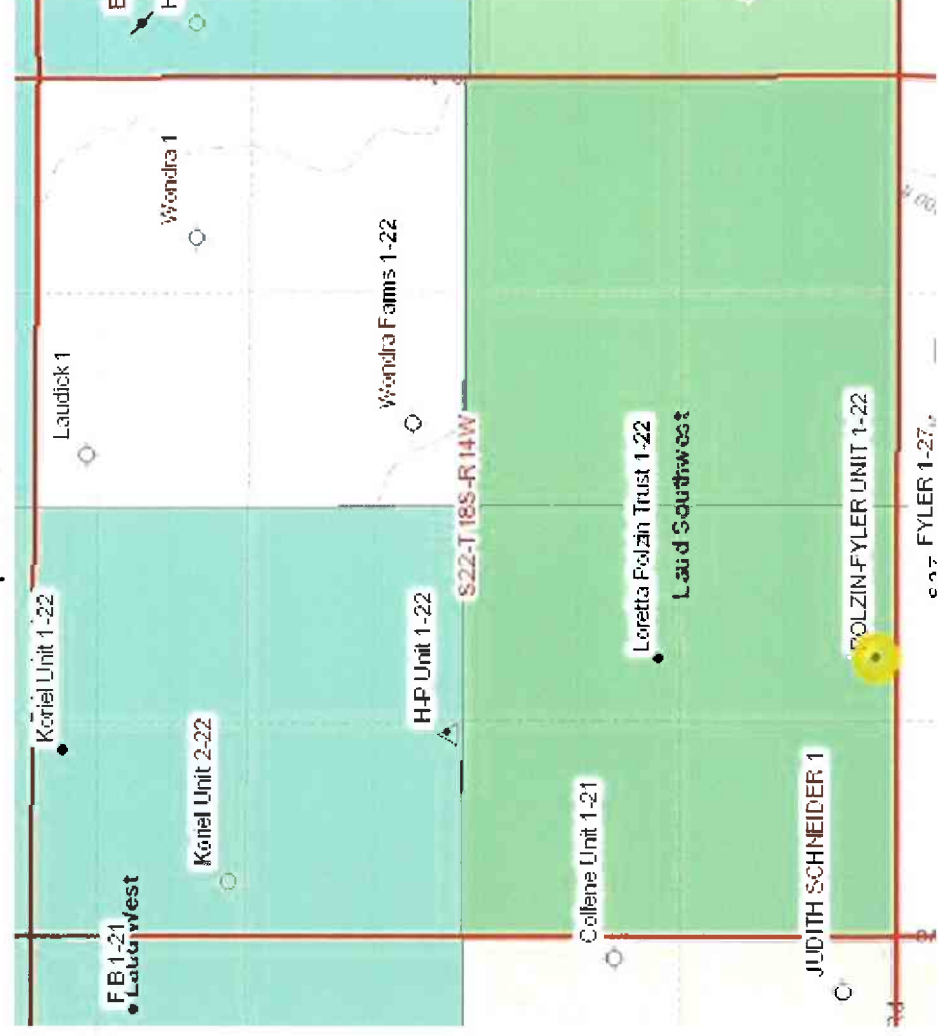 Wondra 1
Laudick 1
Wondra Farms 1-22
S22-T18S-R14W
Koriel Unit 1-22
H-P Unit 1-22
Koriel Unit 2-22
F B 1-21
Laud West
Loretta Polzin Trust 1-22
Laud Southwest
POLZIN-FYLER UNIT 1-22
FYLER 1-27
S27
Collene Unit 1-21
JUDITH SCHNEIDER 1